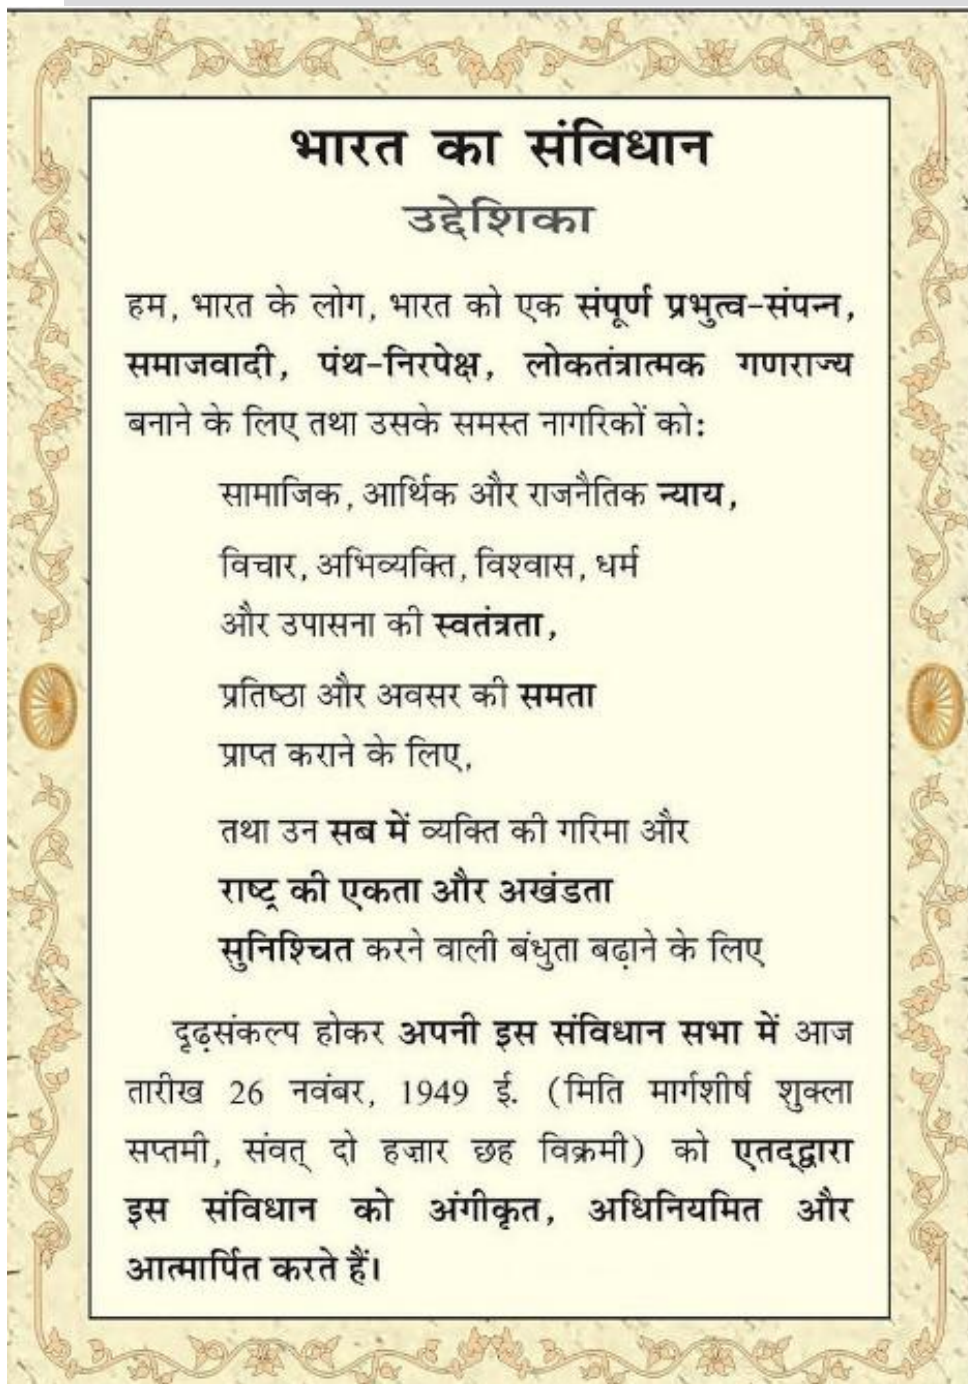 भारत का संविधान
उद्देशिका
हम, भारत के लोग, भारत को एक संपूर्ण प्रभुत्व-संपन्न,
समाजवादी, पंथ-निरपेक्ष, लोकतंत्रात्मक गणराज्य
बनाने के लिए तथा उसके समस्त नागरिकों को:
सामाजिक, आर्थिक और राजनैतिक न्याय,
विचार, अभिव्यक्ति, विश्वास, धर्म
और उपासना की स्वतंत्रता,
प्रतिष्ठा और अवसर की समता
प्राप्त कराने के लिए,
तथा उन सब में व्यक्ति की गरिमा और
राष्ट्र की एकता और अखंडता
सुनिश्चित करने वाली बंधुता बढ़ाने के लिए
दृढ़संकल्प होकर अपनी इस संविधान सभा में आज
तारीख 26 नवंबर, 1949 ई. (मिति मार्गशीर्ष शुक्ला
सप्तमी, संवत् दो हज़ार छह विक्रमी) को एतद्द्वारा
इस संविधान को अंगीकृत, अधिनियमित और
आत्मार्पित करते हैं।